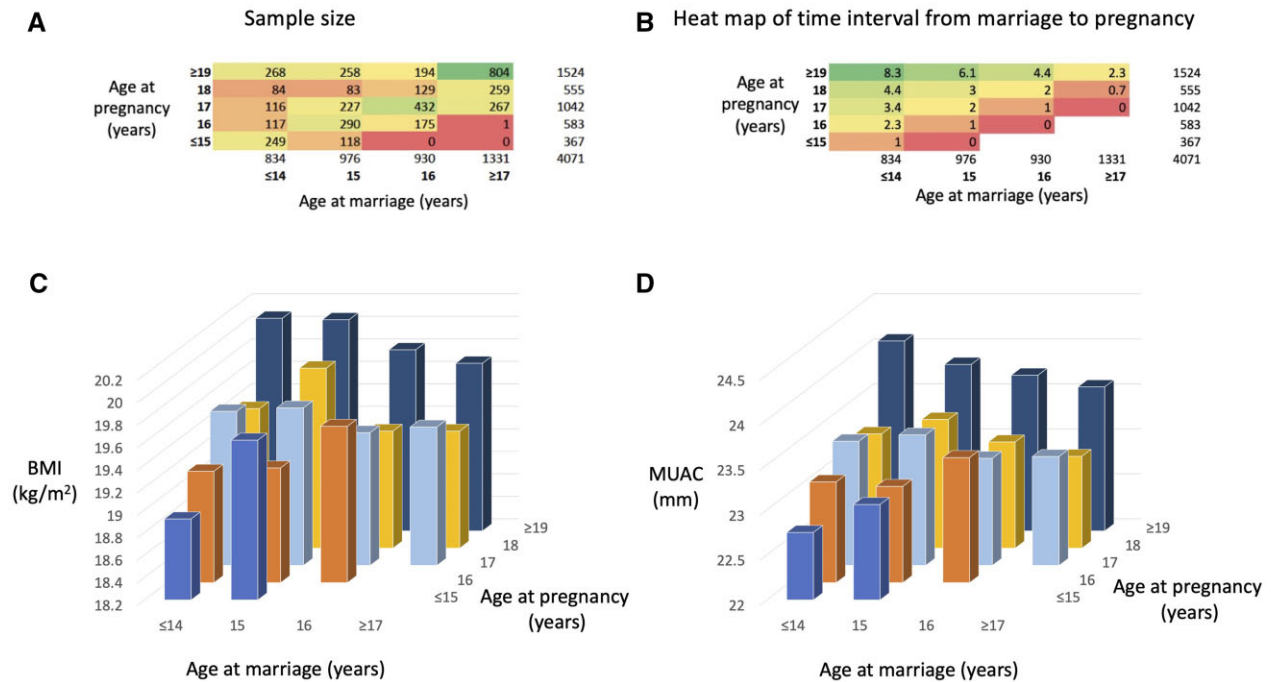 A Sample size
≥19 268 258 194 804 1524
18 84 83 129 259 555
17 116 227 432 267 1042
16 117 290 175 1 583
≤15 249 118 0 0 367
834 976 930 1331 4071
≤14 15 16 ≥17
Age at
pregnancy
(years)
Age at marriage (years)
B Heat map of time interval from marriage to pregnancy
≥19 8.3 6.1 4.4 2.3 1524
18 4.4 3 2 0.7 555
17 3.4 2 1 0 1042
16 2.3 1 0 583
≤15 1 0 367
834 976 930 1331 4071
≤14 15 16 ≥17
Age at
pregnancy
(years)
Age at marriage (years)
C
20.2
20
19.8
19.6
19.4
19.2
19
18.8
18.6
18.4
18.2
BMI
(kg/m²)
≥19
18
17
16
≤15
Age at pregnancy
(years)
≤14 15 16 ≥17
Age at marriage (years)
D
24.5
24
23.5
23
22.5
22
MUAC
(mm)
≥19
18
17
16
≤15
Age at pregnancy
(years)
≤14 15 16 ≥17
Age at marriage (years)